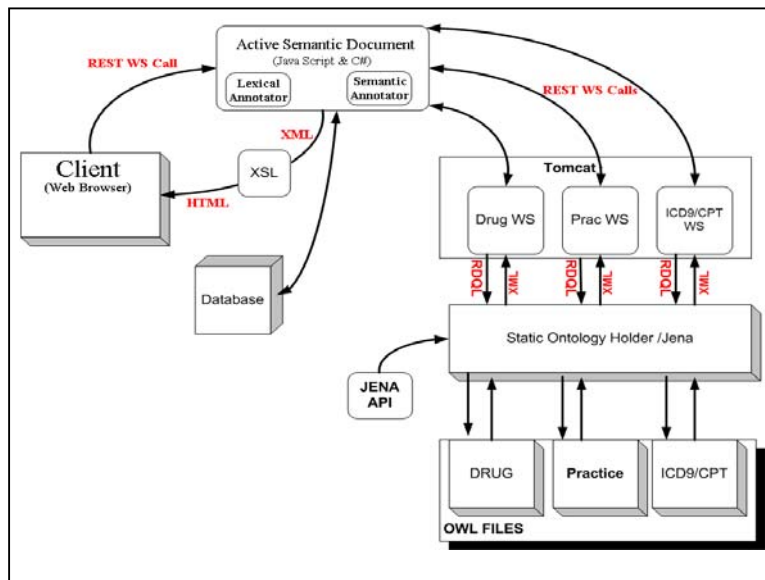 Active Semantic Document
(Java Script & C#)
Lexical
Annotator
Semantic
Annotator
REST WS Call
REST WS Calls
XML
XSL
HTML
Client
(Web Browser)
Database
Tomcat
Drug WS
Prac WS
ICD9/CPT
WS
RDQL
XML
RDQL
XML
RDQL
XML
Static Ontology Holder /Jena
JENA
API
DRUG
Practice
ICD9/CPT
OWL FILES